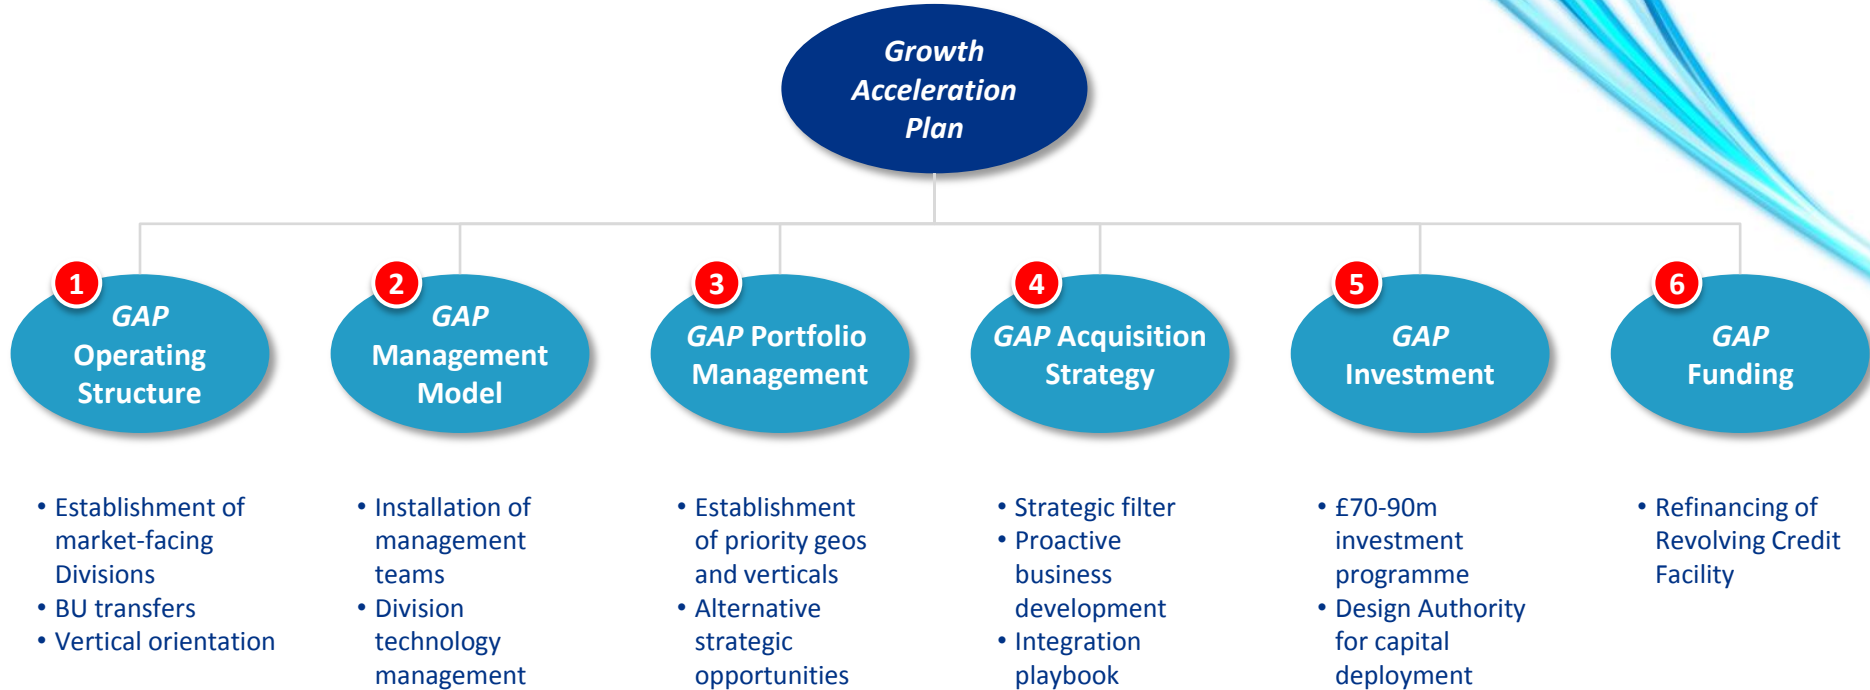 Growth
Acceleration
Plan
1
GAP
Operating
Structure
• Establishment of
market-facing
Divisions
• BU transfers
• Vertical orientation
2
GAP
Management
Model
• Installation of
management
teams
• Division
technology
management
3
GAP Portfolio
Management
• Establishment
of priority geos
and verticals
• Alternative
strategic
opportunities
4
GAP Acquisition
Strategy
• Strategic filter
• Proactive
business
development
• Integration
playbook
5
GAP
Investment
• £70-90m
investment
programme
• Design Authority
for capital
deployment
6
GAP
Funding
• Refinancing of
Revolving Credit
Facility